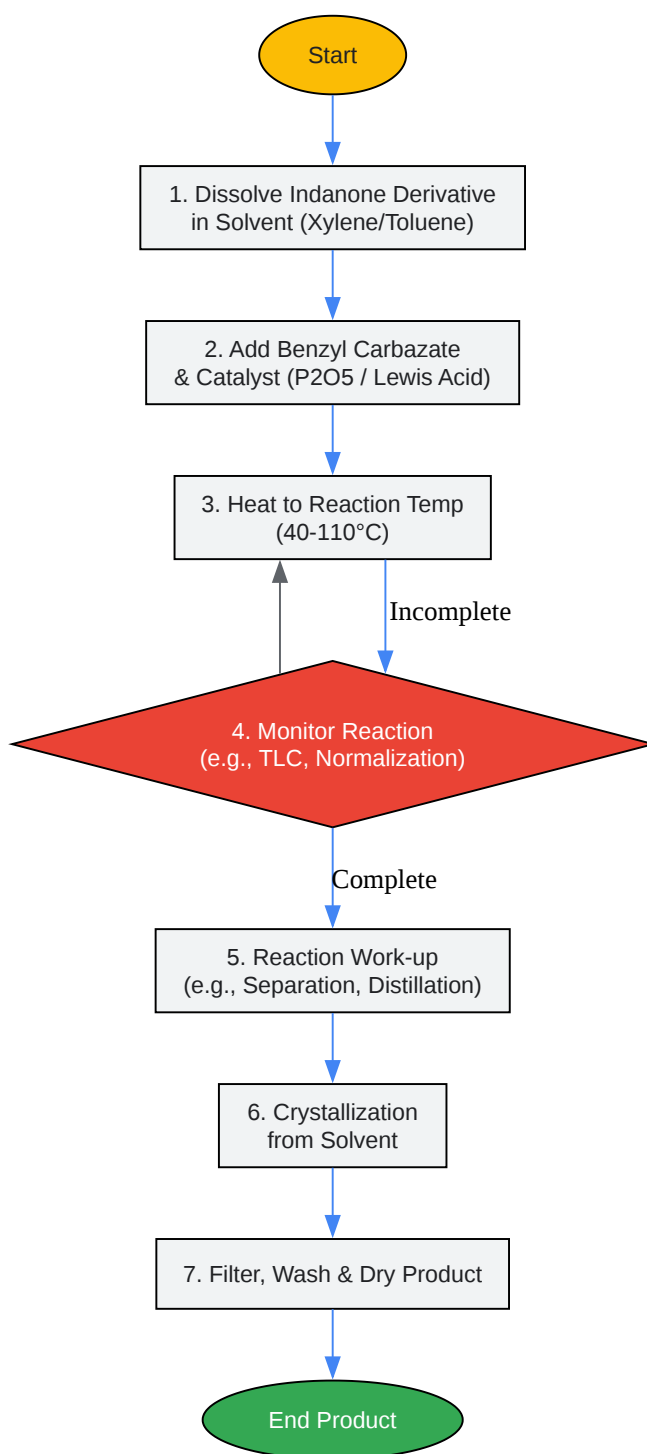 Start
1. Dissolve Indanone Derivative
in Solvent (Xylene/Toluene)
2. Add Benzyl Carbazate
& Catalyst (P2O5 / Lewis Acid)
3. Heat to Reaction Temp
(40-110°C)
Incomplete
4. Monitor Reaction
(e.g., TLC, Normalization)
Complete
5. Reaction Work-up
(e.g., Separation, Distillation)
6. Crystallization
from Solvent
7. Filter, Wash & Dry Product
End Product